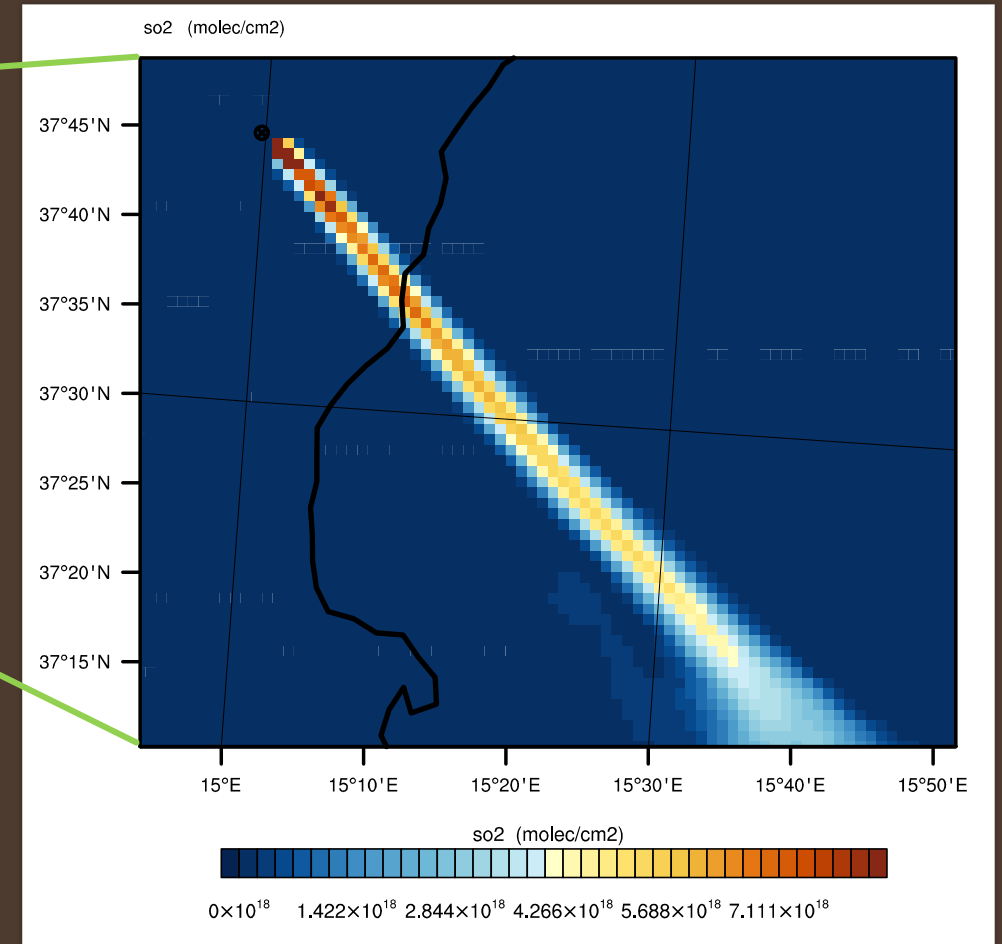 so2 (molec/cm2)
37°45'N
37°40'N
37°35'N
37°30'N
37°25'N
37°20'N
37°15'N
15°E 15°10'E 15°20'E 15°30'E 15°40'E 15°50'E
so2 (molec/cm2)
0×10¹⁸ 1.422×10¹⁸ 2.844×10¹⁸ 4.266×10¹⁸ 5.688×10¹⁸ 7.111×10¹⁸